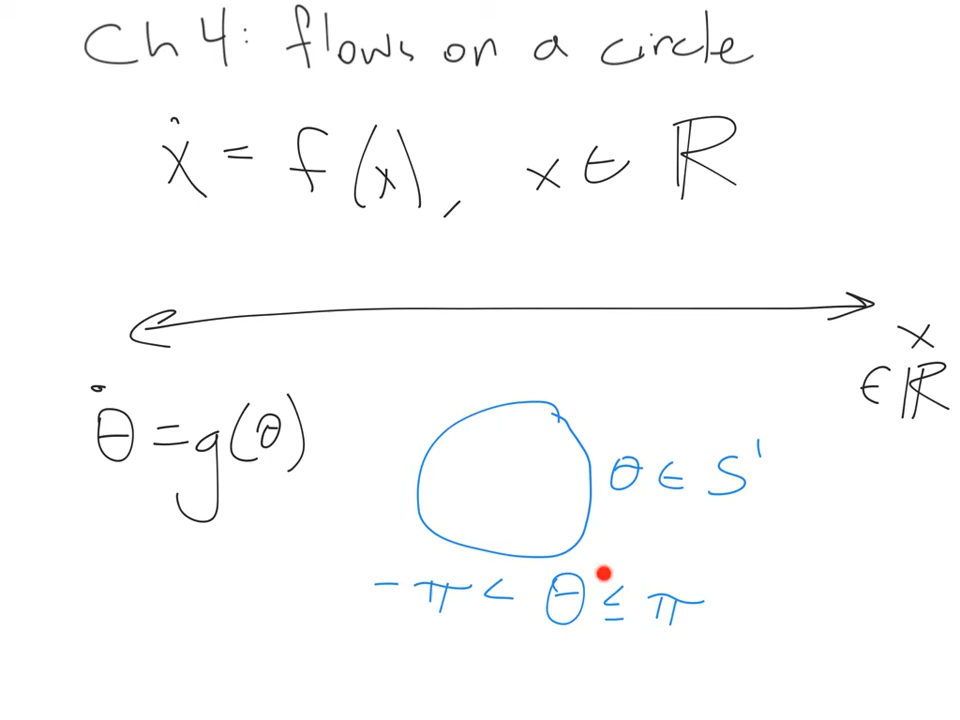 Ch 4: flows on a circle
ẋ = f(x), x ∈ ℝ
x
∈ ℝ
θ̇ = g(θ)
θ ∈ S¹
-π < θ ≤ π